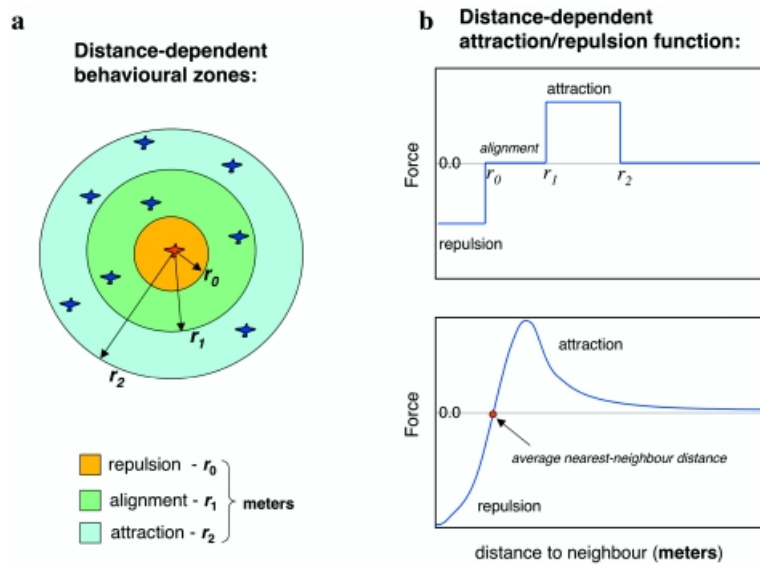 a
Distance-dependent
behavioural zones:
r0
r1
r2
repulsion - r0
alignment - r1
attraction - r2
meters
b
Distance-dependent
attraction/repulsion function:
attraction
alignment
Force
0.0
r0
r1
r2
repulsion
attraction
Force
0.0
average nearest-neighbour distance
repulsion
distance to neighbour (meters)